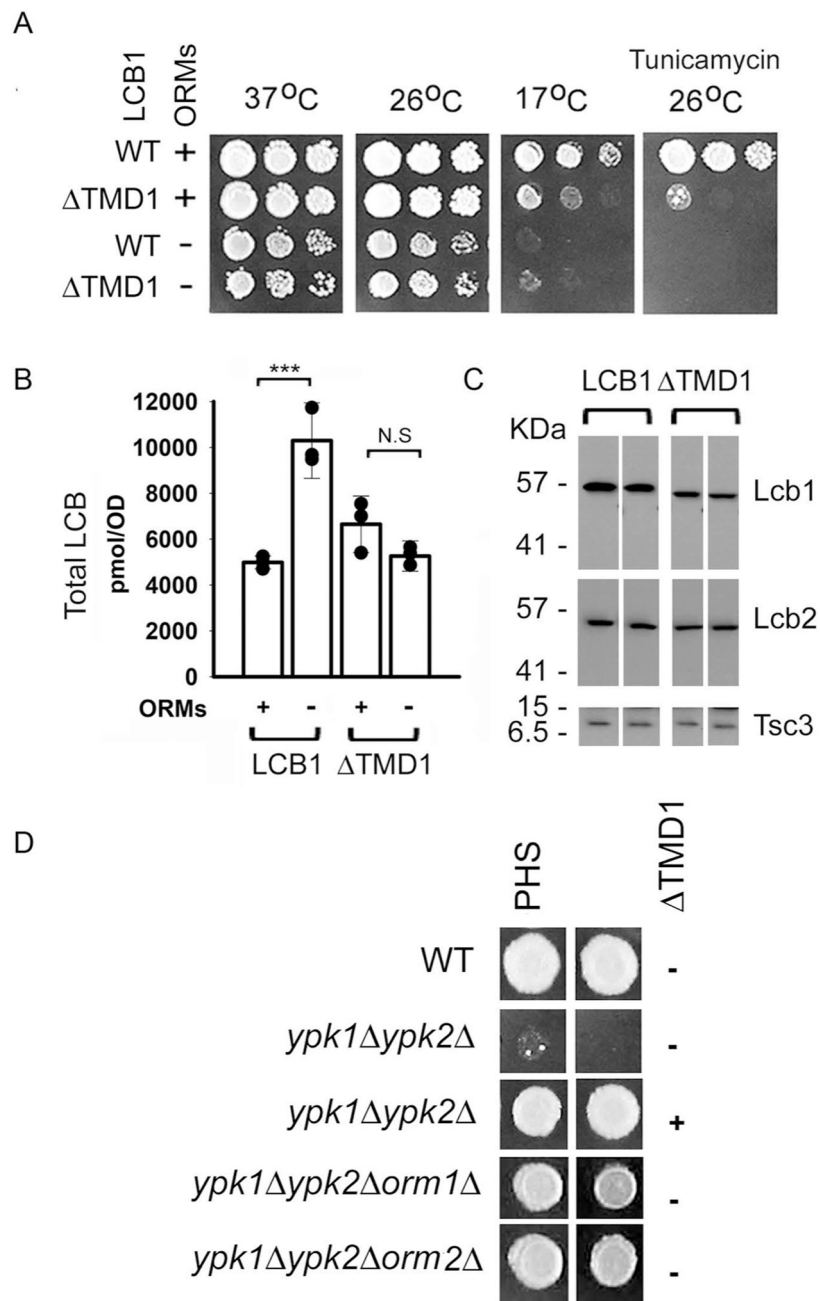 A
LCB1
ORMs
37°C
26°C
17°C
Tunicamycin
26°C
WT +
ΔTMD1 +
WT -
ΔTMD1 -
B
***
N.S
12000
10000
8000
6000
4000
2000
0
Total LCB
pmol/OD
ORMs + - + -
LCB1 ΔTMD1
C
LCB1 ΔTMD1
KDa
57 -
Lcb1
41 -
57 -
Lcb2
41 -
15 -
6.5 -
Tsc3
D
PHS
ΔTMD1
WT -
ypk1Δypk2Δ -
ypk1Δypk2Δ +
ypk1Δypk2Δorm1Δ -
ypk1Δypk2Δorm2Δ -